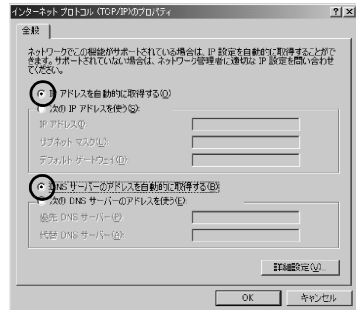 インターネット プロトコル (TCP/IP)のプロパティ
全般
ネットワークでこの機能がサポートされている場合は、IP 設定を自動的に取得することがで
きます。サポートされていない場合は、ネットワーク管理者に適切な IP 設定を問い合わせ
てください。
IP アドレスを自動的に取得する(O)
次の IP アドレスを使う(S):
IP アドレス(I):
サブネット マスク(U):
デフォルト ゲートウェイ(D):
DNS サーバーのアドレスを自動的に取得する(B)
次の DNS サーバーのアドレスを使う(E):
優先 DNS サーバー(P):
代替 DNS サーバー(A):
詳細設定(V)...
OK
キャンセル